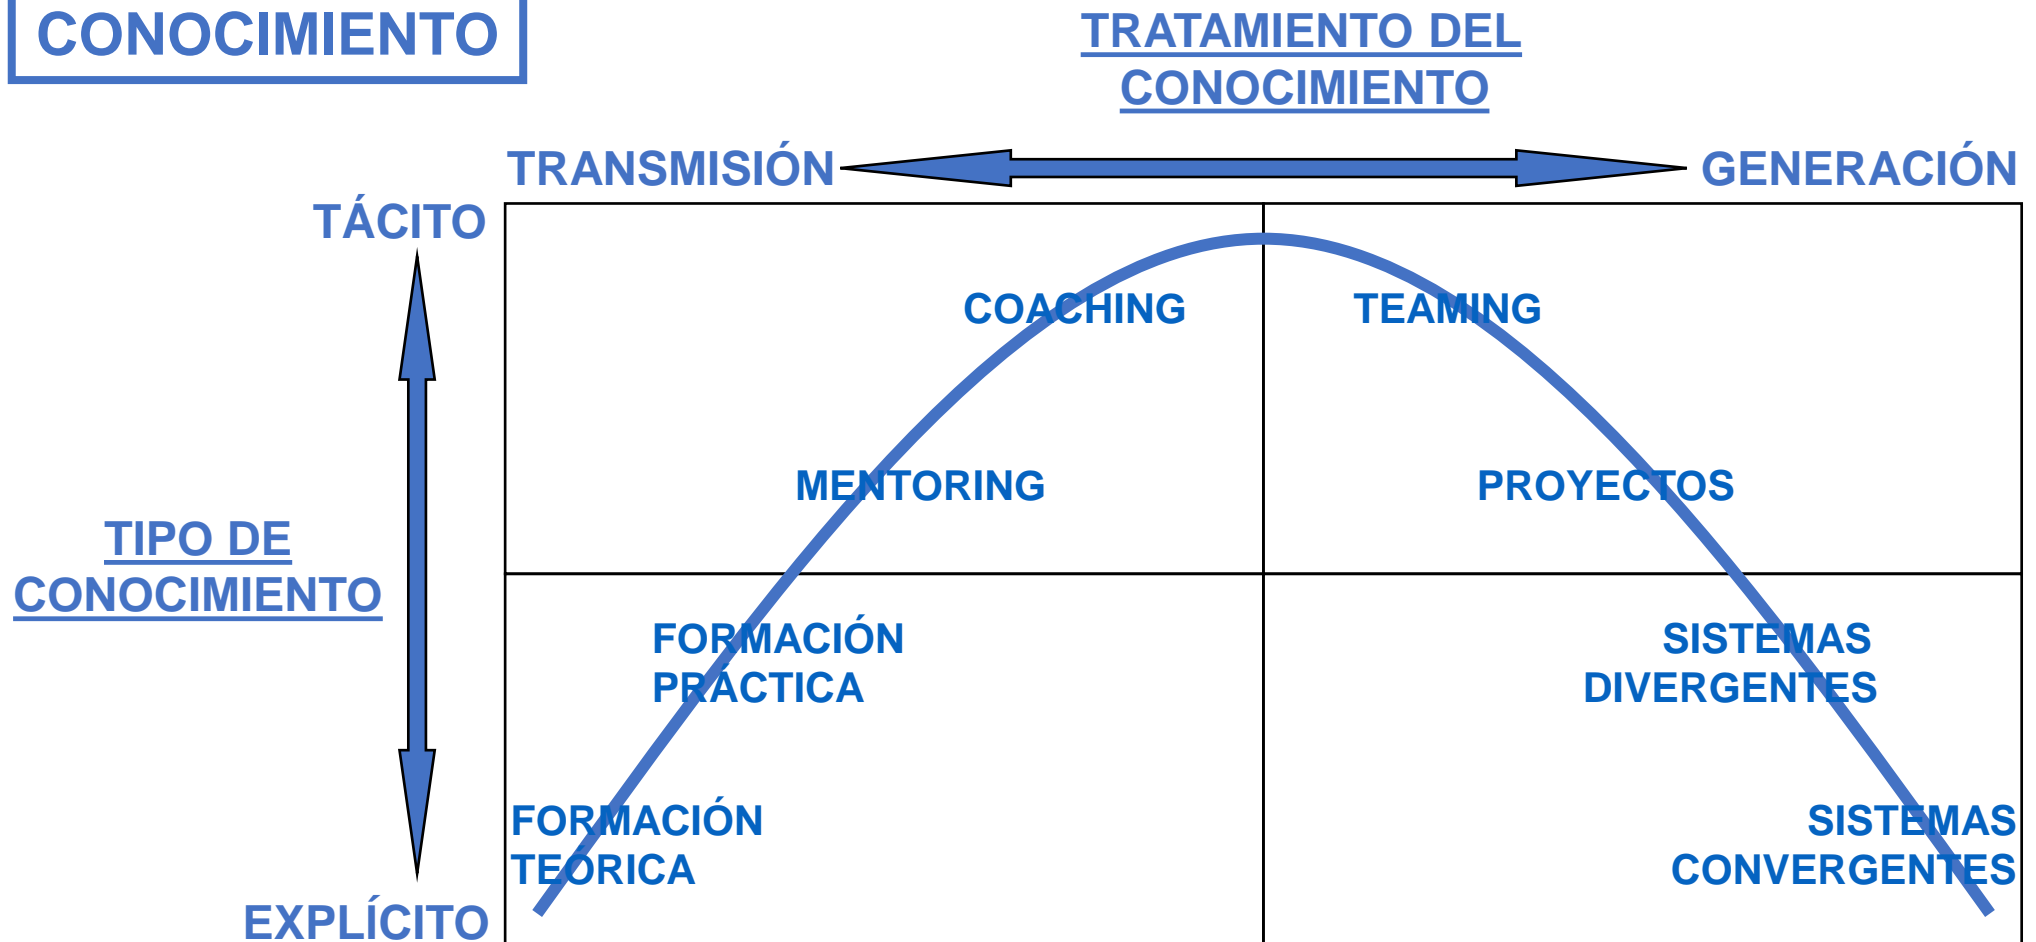 CONOCIMIENTO
TRATAMIENTO DEL
CONOCIMIENTO
TRANSMISIÓN
GENERACIÓN
TÁCITO
COACHING
TEAMING
MENTORING
PROYECTOS
TIPO DE
CONOCIMIENTO
FORMACIÓN
PRÁCTICA
SISTEMAS
DIVERGENTES
FORMACIÓN
TEÓRICA
SISTEMAS
CONVERGENTES
EXPLÍCITO